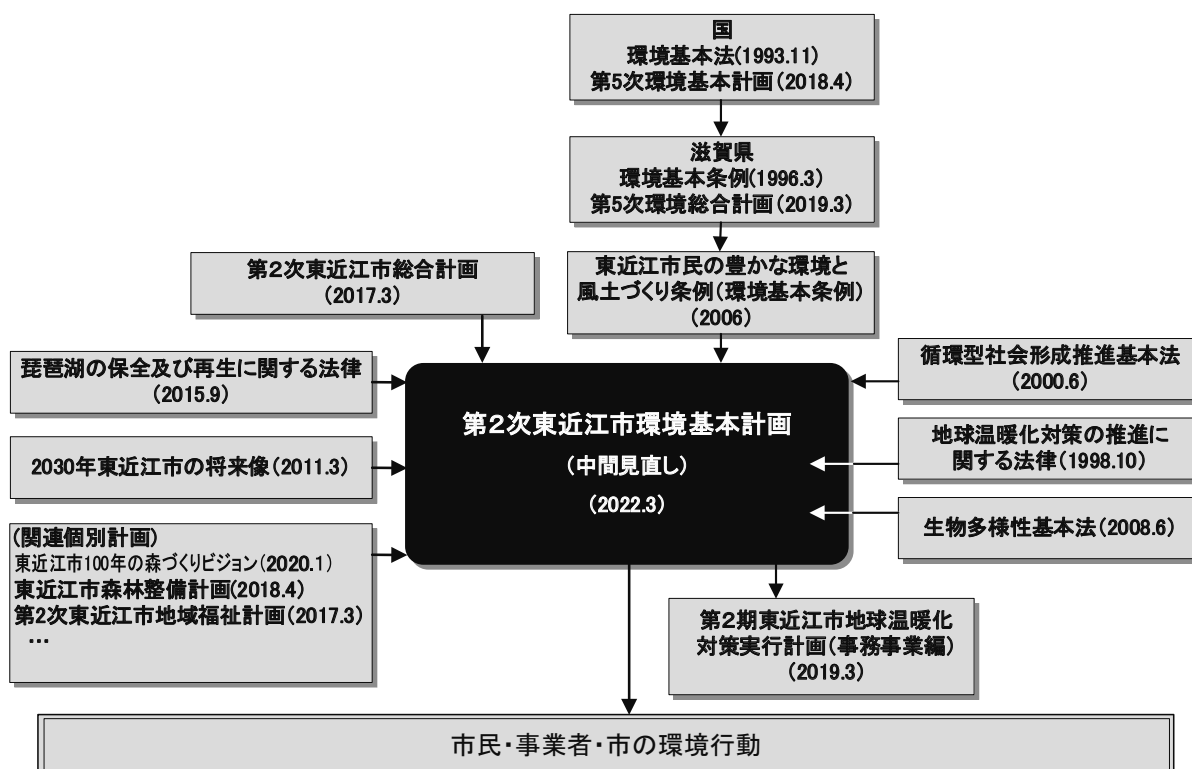 国
環境基本法(1993.11)
第5次環境基本計画(2018.4)
滋賀県
環境基本条例(1996.3)
第5次環境総合計画(2019.3)
第２次東近江市総合計画
(2017.3)
東近江市民の豊かな環境と
風土づくり条例(環境基本条例)
(2006)
琵琶湖の保全及び再生に関する法律
(2015.9)
循環型社会形成推進基本法
(2000.6)
第２次東近江市環境基本計画
(中間見直し)
(2022.3)
2030年東近江市の将来像(2011.3)
地球温暖化対策の推進に
関する法律(1998.10)
生物多様性基本法(2008.6)
(関連個別計画)
東近江市100年の森づくりビジョン(2020.1)
東近江市森林整備計画(2018.4)
第2次東近江市地域福祉計画(2017.3)
…
第２期東近江市地球温暖化
対策実行計画(事務事業編)
(2019.3)
市民・事業者・市の環境行動